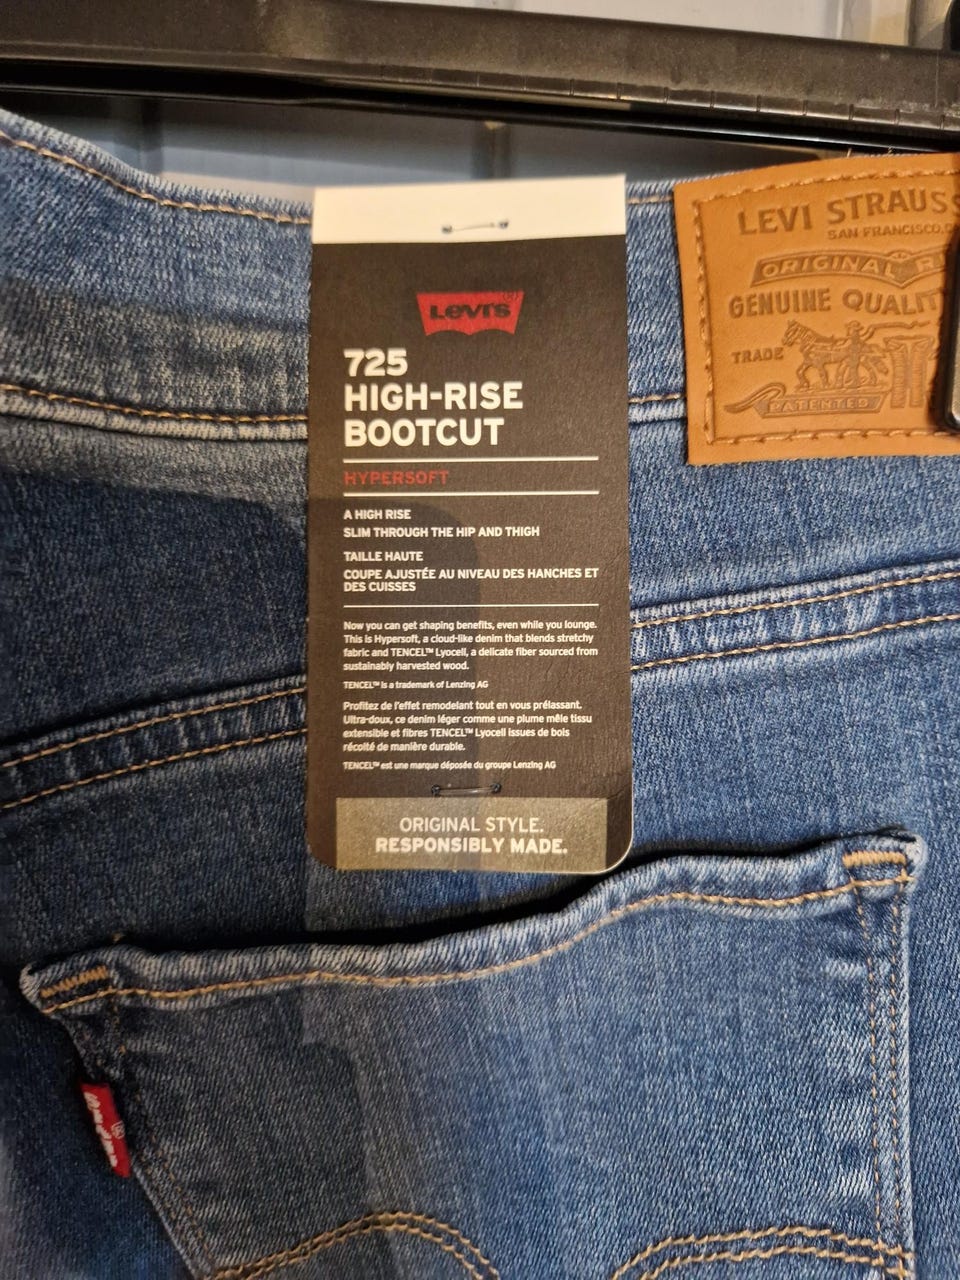 Levi's®
725
HIGH-RISE
BOOTCUT
HYPERSOFT
A HIGH RISE
SLIM THROUGH THE HIP AND THIGH
TAILLE HAUTE
COUPE AJUSTÉE AU NIVEAU DES HANCHES ET
DES CUISSES
Now you can get shaping benefits, even while you lounge.
This is Hypersoft, a cloud-like denim that blends stretchy
fabric and TENCEL™ Lyocell, a delicate fiber sourced from
sustainably harvested wood.
TENCEL™ is a trademark of Lenzing AG
Profitez de l'effet remodelant tout en vous prélassant.
Ultra-doux, ce denim léger comme une plume mêle tissu
extensible et fibres TENCEL™ Lyocell issues de bois
récolté de manière durable.
TENCEL™ est une marque déposée du groupe Lenzing AG
ORIGINAL STYLE.
RESPONSIBLY MADE.
LEVI STRAUSS
SAN FRANCISCO,
ORIGINAL
GENUINE QUALIT
TRADE
PATENTED
Levi's®